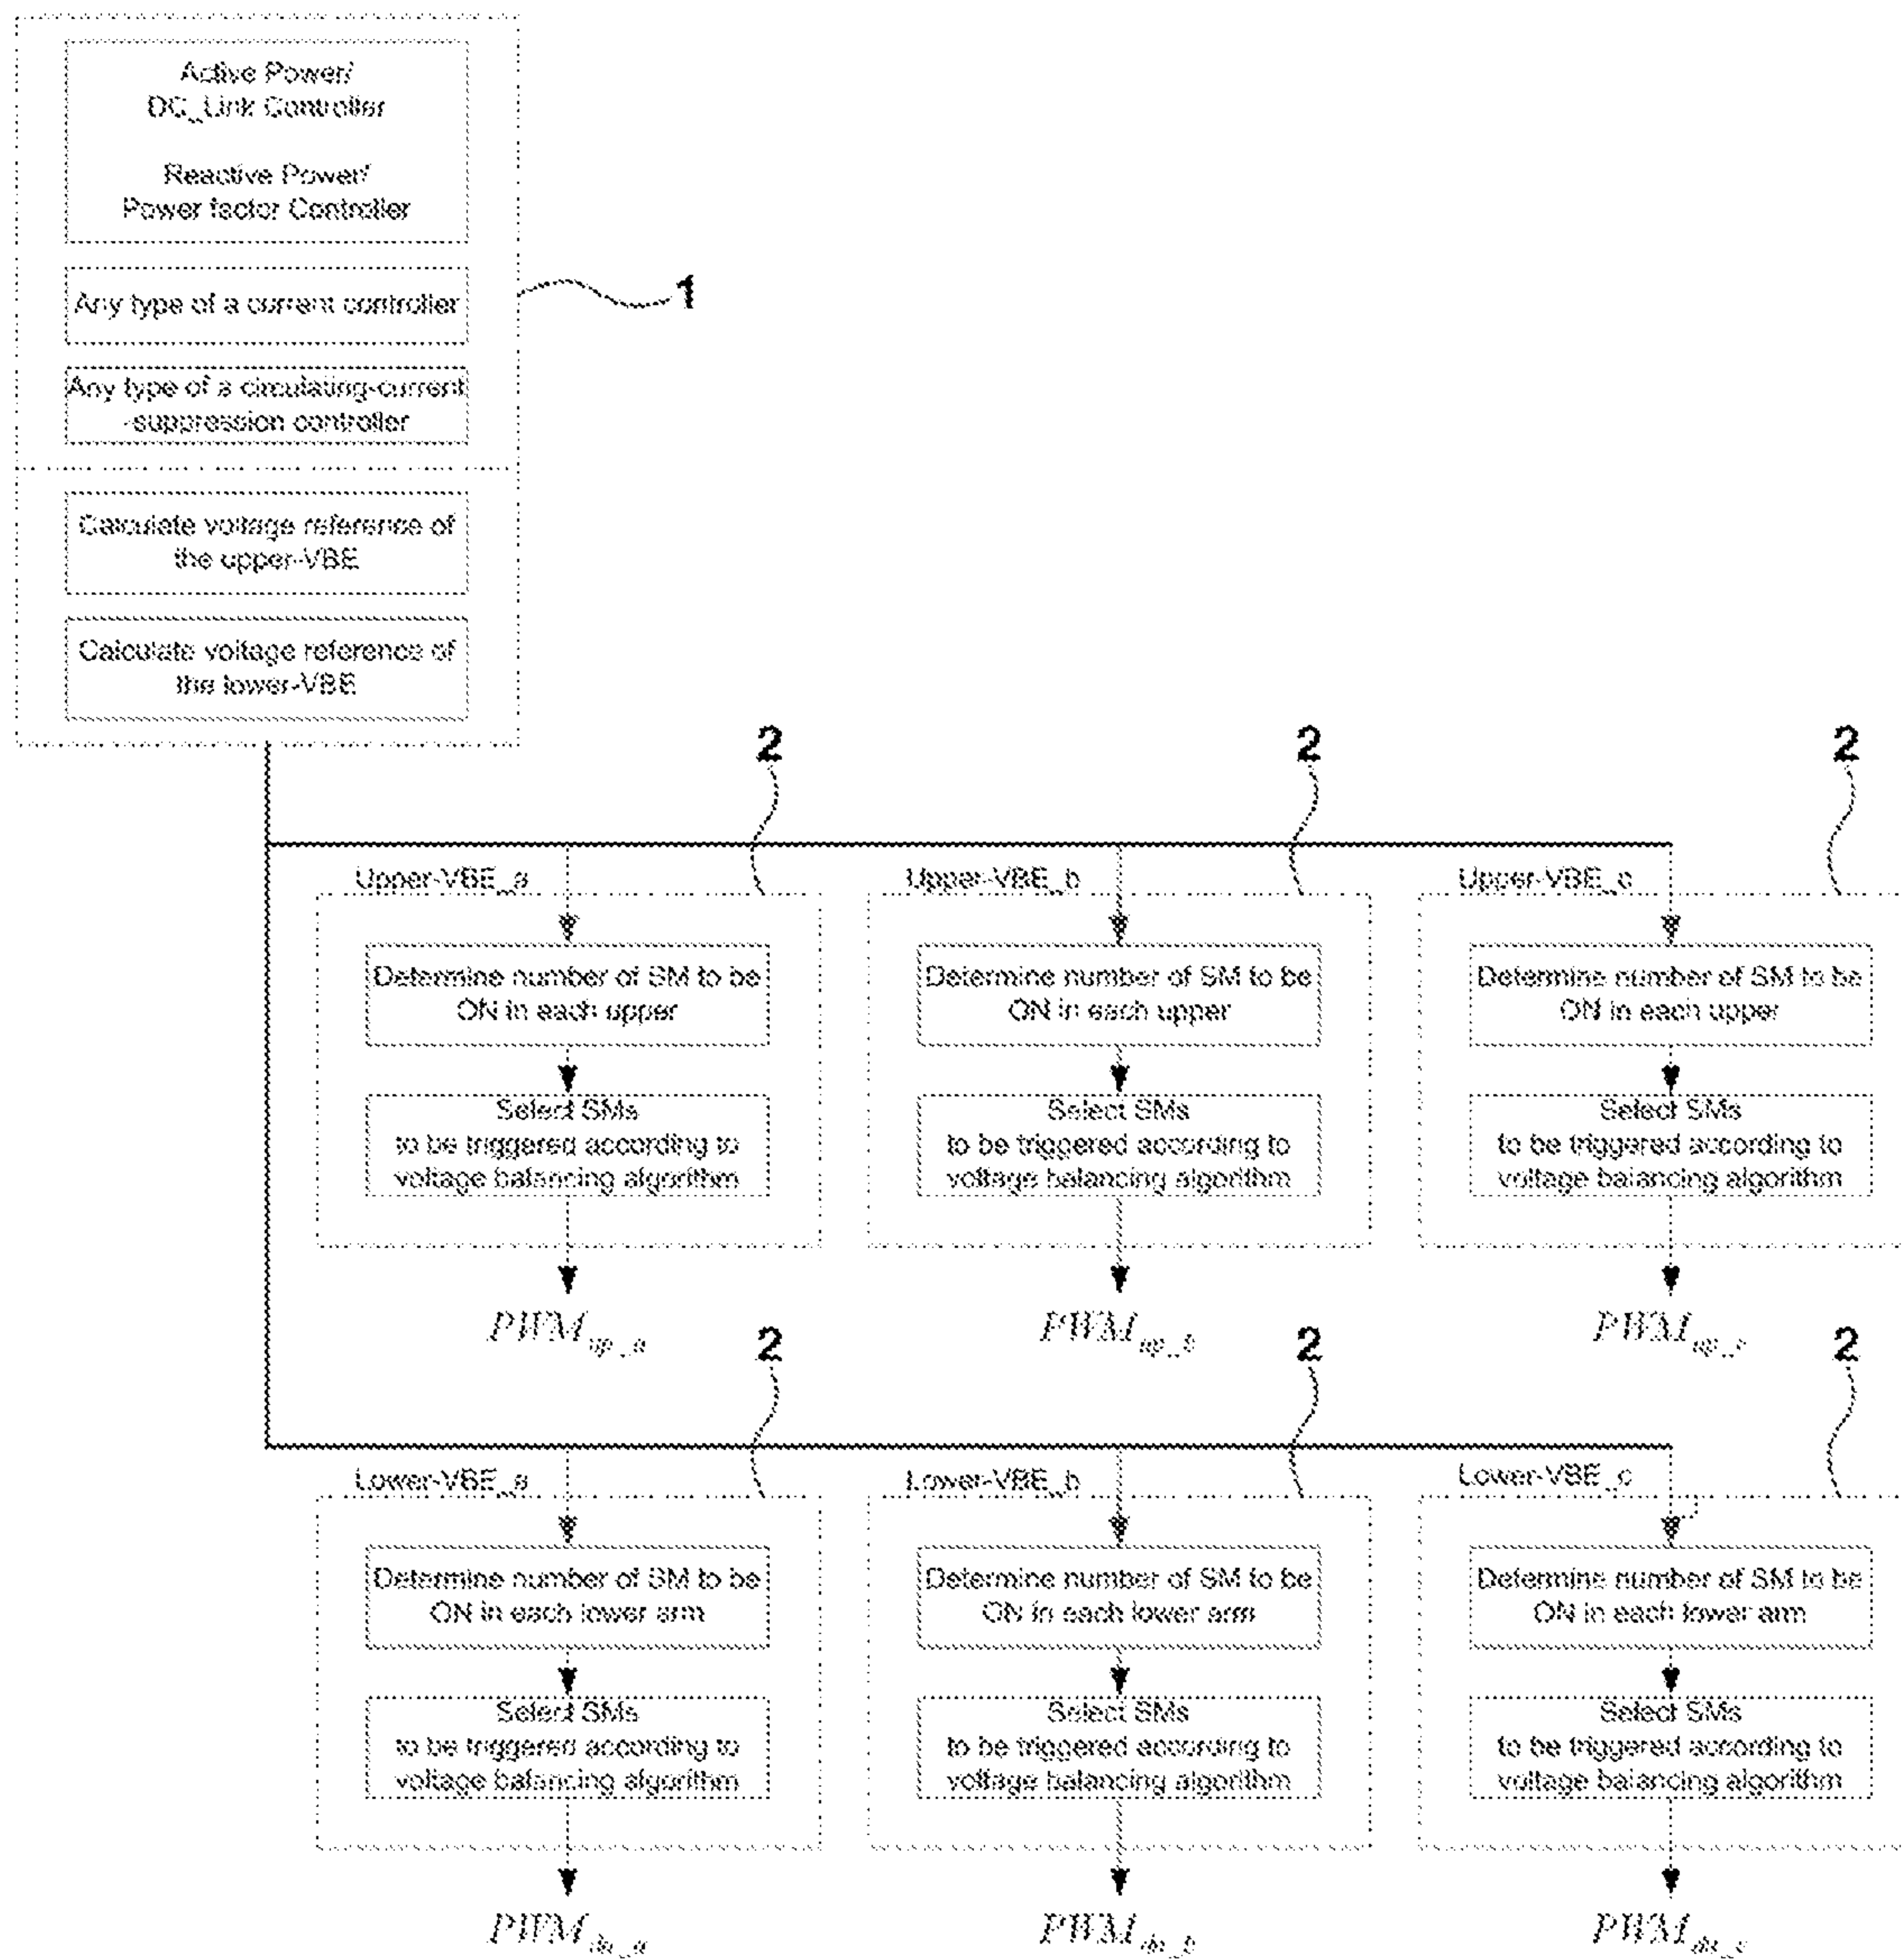 Active Power/
DC_Link Controller
Reactive Power/
Power factor Controller
Any type of a current controller
1
Any type of a circulating-current
-suppression controller
Calculate voltage reference of
the upper-VBE
Calculate voltage reference of
the lower-VBE
2
2
2
Upper-VBE_a
Upper-VBE_b
Upper-VBE_c
Determine number of SM to be
ON in each upper
Determine number of SM to be
ON in each upper
Determine number of SM to be
ON in each upper
Select SMs
to be triggered according to
voltage balancing algorithm
Select SMs
to be triggered according to
voltage balancing algorithm
Select SMs
to be triggered according to
voltage balancing algorithm
PWM_up_a
PWM_up_b
PWM_up_c
2
2
2
Lower-VBE_a
Lower-VBE_b
Lower-VBE_c
Determine number of SM to be
ON in each lower arm
Determine number of SM to be
ON in each lower arm
Determine number of SM to be
ON in each lower arm
Select SMs
to be triggered according to
voltage balancing algorithm
Select SMs
to be triggered according to
voltage balancing algorithm
Select SMs
to be triggered according to
voltage balancing algorithm
PWM_dn_a
PWM_dn_b
PWM_dn_c